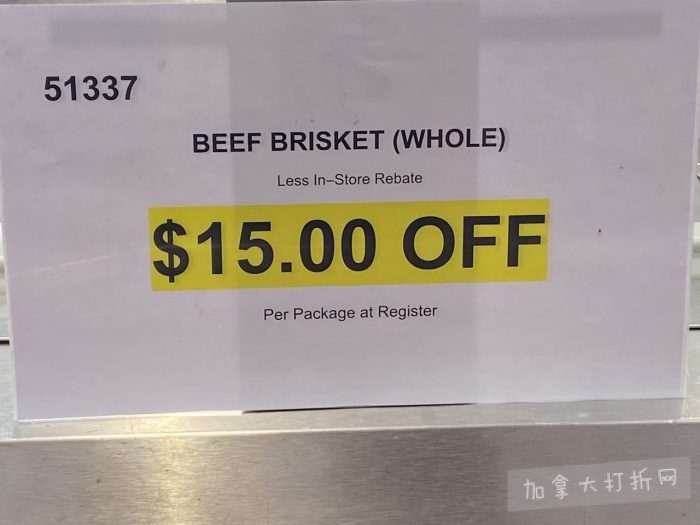 51337
BEEF BRISKET (WHOLE)
Less In–Store Rebate
$15.00 OFF
Per Package at Register
加拿大打折网